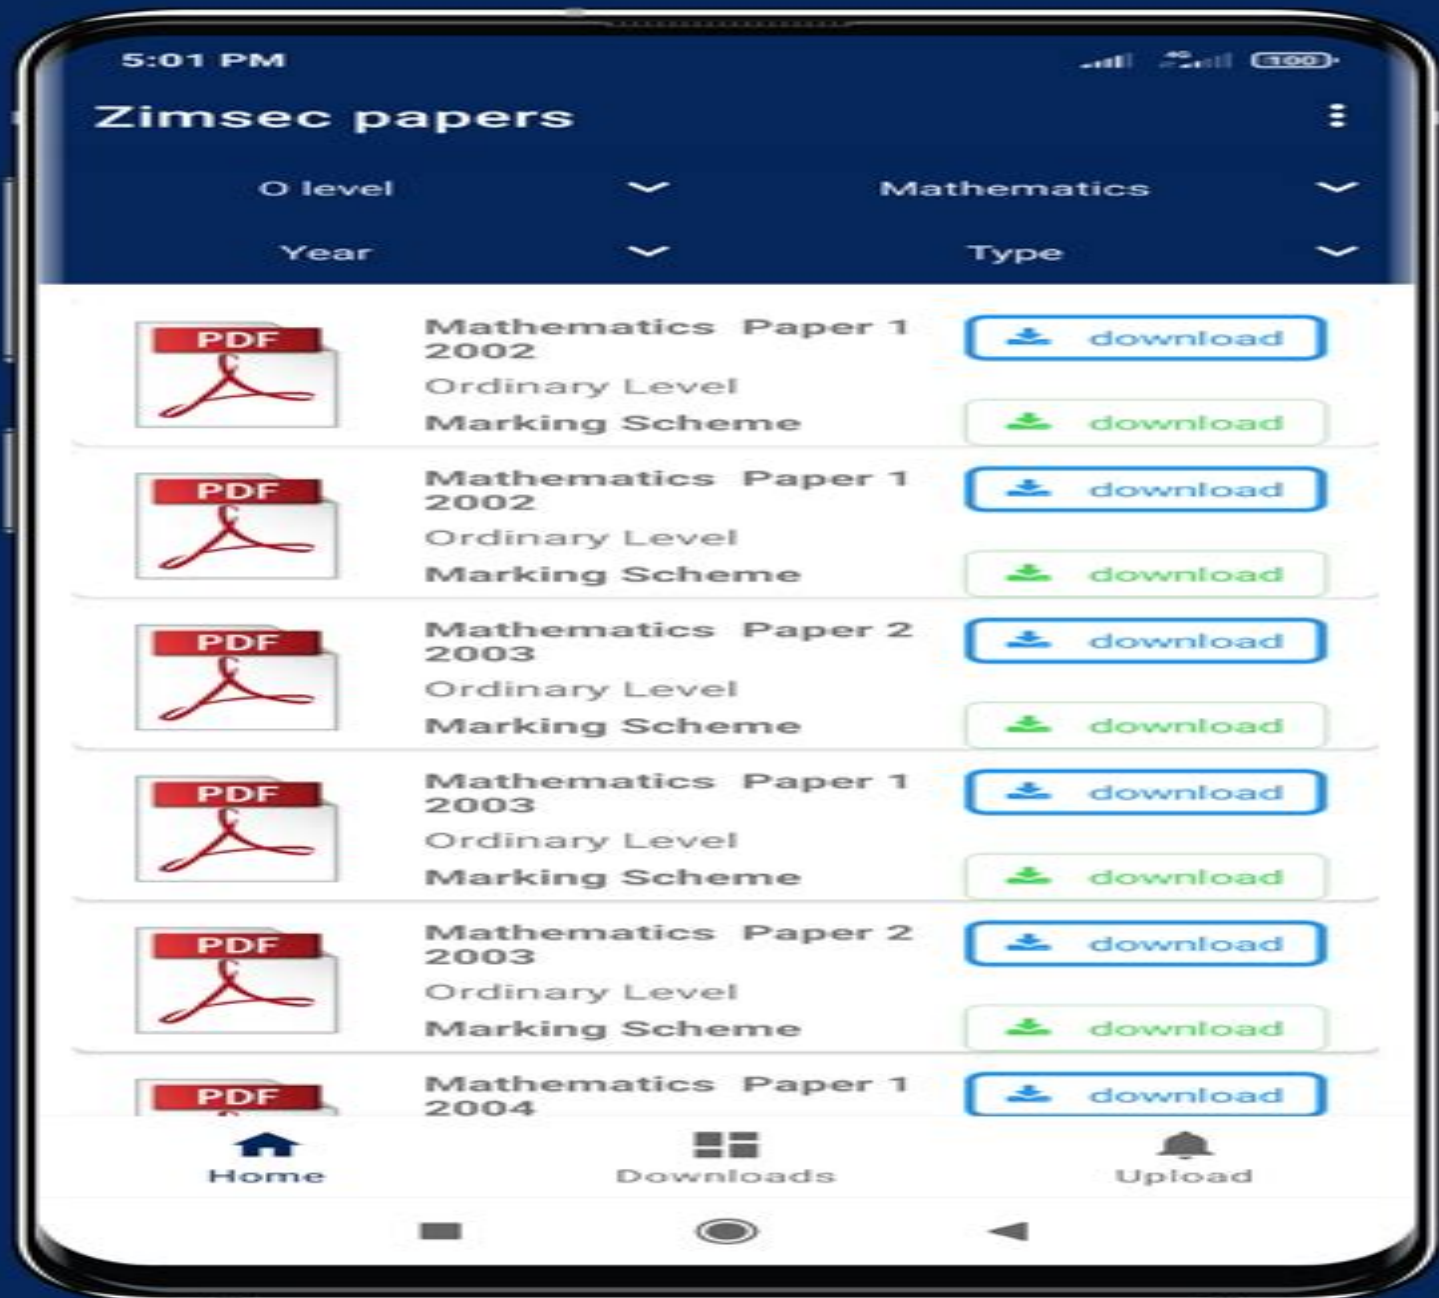 5:01 PM
4G
100
Zimsec papers
O level
Mathematics
Year
Type
PDF
Mathematics Paper 1
2002
download
Ordinary Level
Marking Scheme
download
PDF
Mathematics Paper 1
2002
download
Ordinary Level
Marking Scheme
download
PDF
Mathematics Paper 2
2003
download
Ordinary Level
Marking Scheme
download
PDF
Mathematics Paper 1
2003
download
Ordinary Level
Marking Scheme
download
PDF
Mathematics Paper 2
2003
download
Ordinary Level
Marking Scheme
download
PDF
Mathematics Paper 1
2004
download
Home
Downloads
Upload